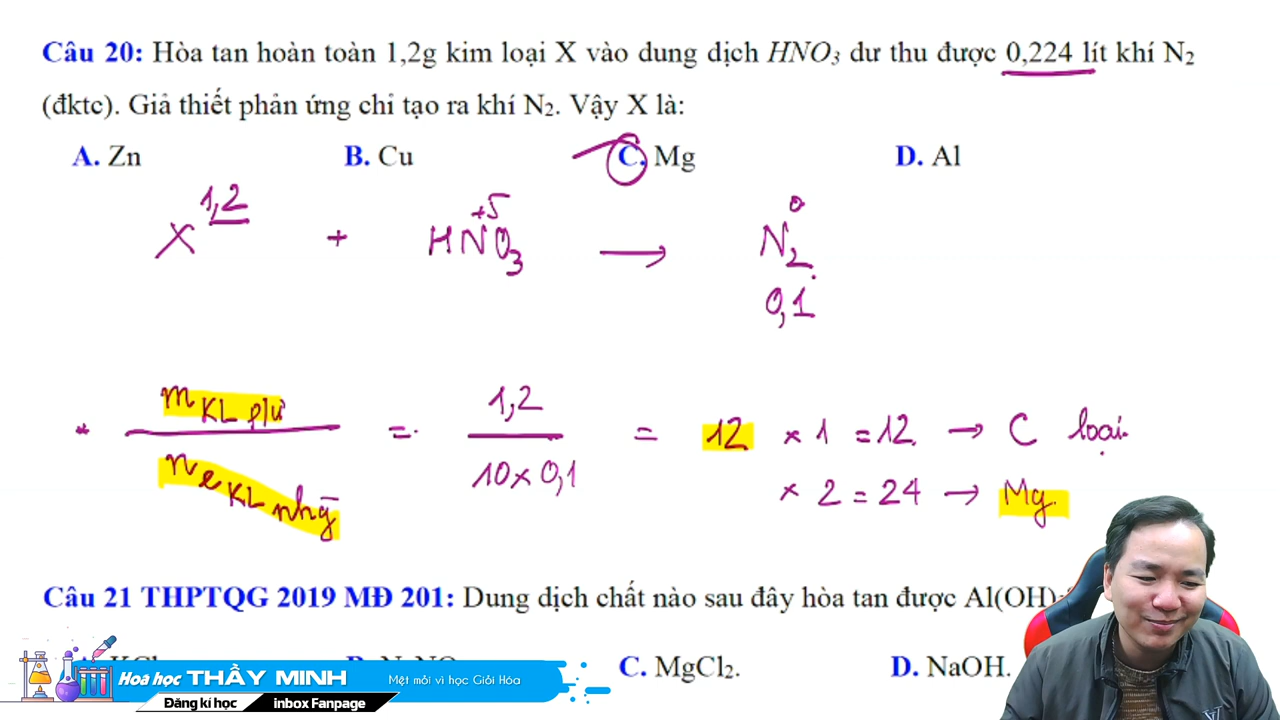 Câu 20: Hòa tan hoàn toàn 1,2g kim loại X vào dung dịch HNO₃ dư thu được 0,224 lít khí N₂
(đktc). Giả thiết phản ứng chỉ tạo ra khí N₂. Vậy X là:
A. Zn B. Cu C. Mg D. Al
1,2 +5 0
X + HNO₃ → N₂
0,1
* m KL pư / n e KL nhg = 1,2 / 10 x 0,1 = 12 x 1 = 12 → C loại.
x 2 = 24 → Mg.
Câu 21 THPTQG 2019 MĐ 201: Dung dịch chất nào sau đây hòa tan được Al(OH)
C. MgCl₂. D. NaOH.
Hoá học THẦY MINH
Mệt mỏi vì học Giỏi Hóa
Đăng kí học inbox Fanpage